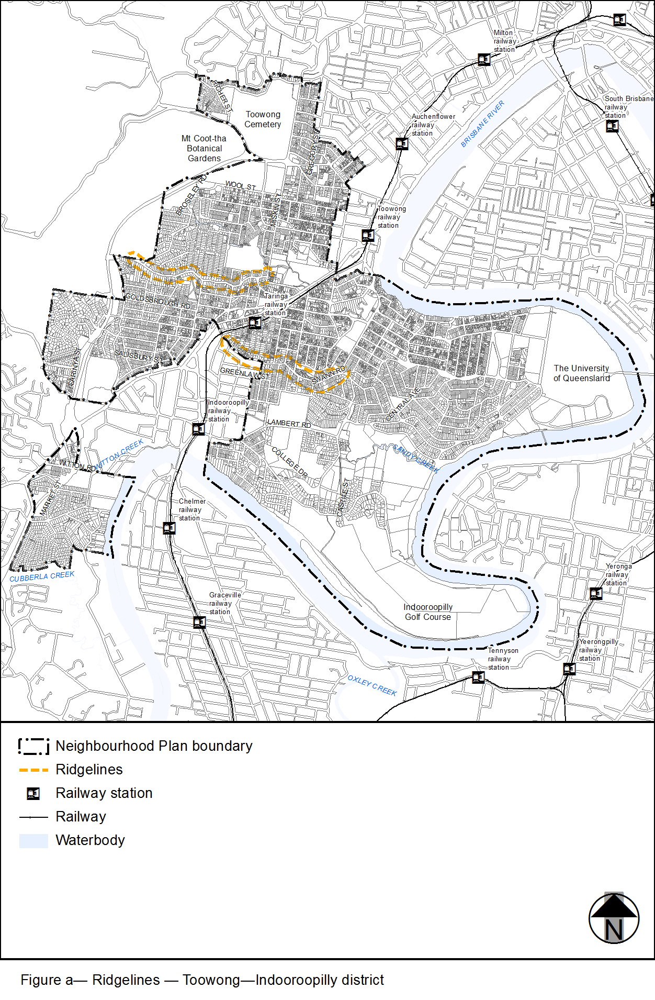 Milton
railway
station
RICHER ST
Toowong
Cemetery
South Brisbane
railway
station
BRISBANE RIVER
Auchenflower
railway
station
Mt Coot-tha
Botanical
Gardens
GREGORY ST
WOOL ST
BROSELEY RD
MISKIN ST
Toowong
railway
station
GOLDSBROUGH RD
Taringa
railway
station
SALISBURY S
CARINYA ST
GREENLAW ST
SWANN RD
The University
of Queensland
CENTRAL AVE
Indooroopilly
railway
station
LAMBERT RD
WITTON CREEK
WITTON RD
COLLEGE DR
SANDY CREEK
MARKET ST
CASTILE ST
Chelmer
railway
station
CUBBERLA CREEK
Yeronga
railway
station
Graceville
railway
station
Indooroopilly
Golf Course
Yeerongpilly
railway
station
Tennyson
railway
station
OXLEY CREEK
Neighbourhood Plan boundary
Ridgelines
Railway station
Railway
Waterbody
N
Figure a— Ridgelines — Toowong—Indooroopilly district